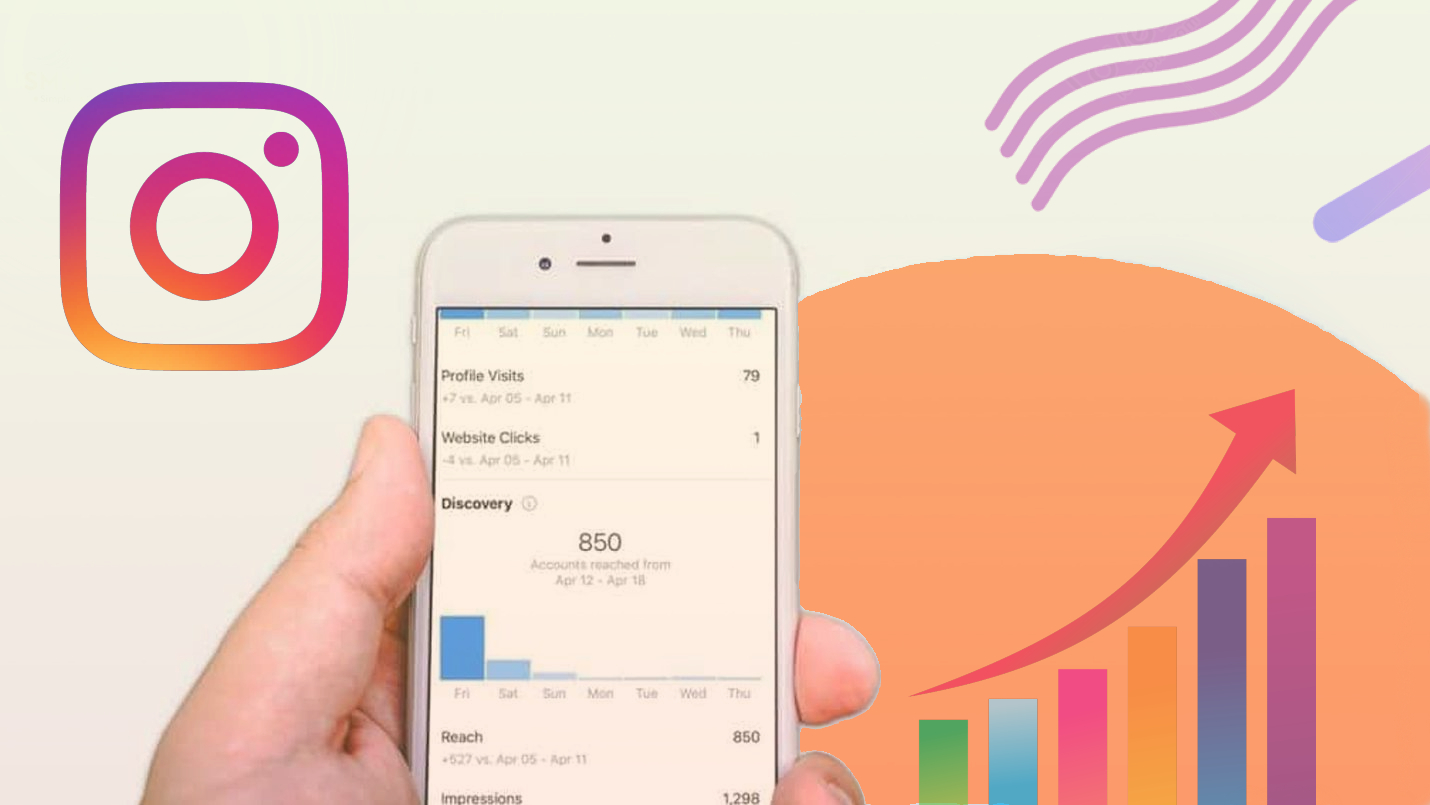 Fri Sat Sun Mon Tue Wed Thu
Profile Visits 79
+7 vs. Apr 05 - Apr 11
Website Clicks 1
-4 vs. Apr 05 - Apr 11
Discovery
850
Accounts reached from
Apr 12 - Apr 18
Fri Sat Sun Mon Tue Wed Thu
Reach 850
+527 vs. Apr 05 - Apr 11
Impressions 1,298